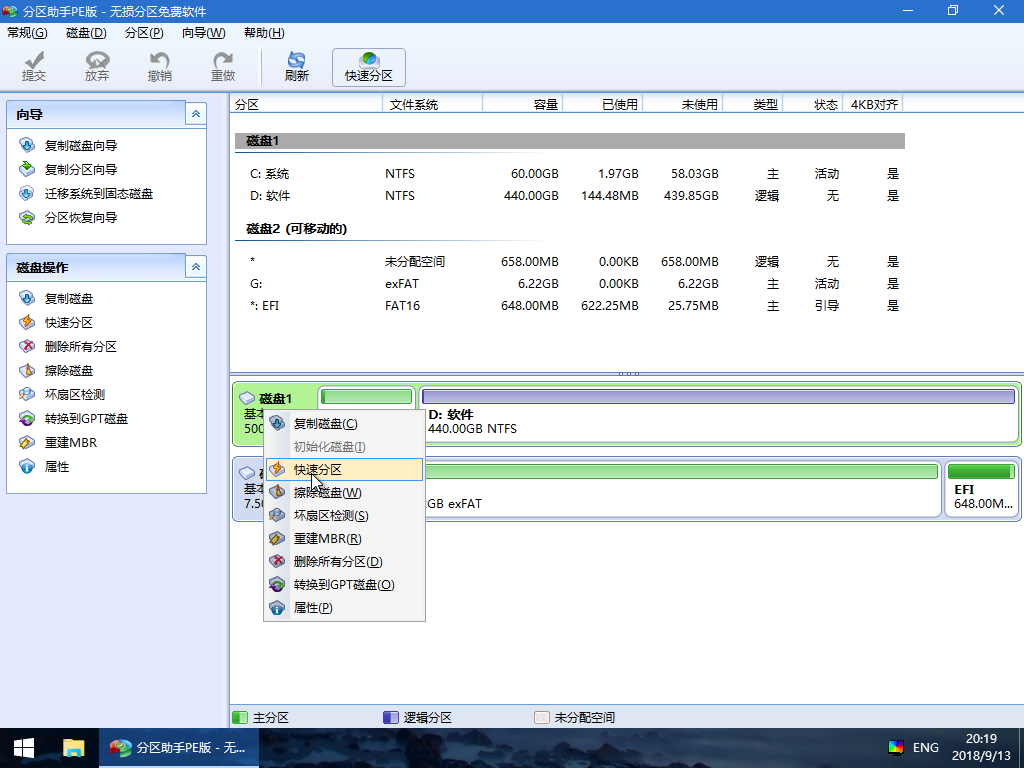 分区助手PE版 - 无损分区免费软件
常规(G) 磁盘(D) 分区(P) 向导(W) 帮助(H)
提交 放弃 撤销 重做 刷新 快速分区
向导
复制磁盘向导
复制分区向导
迁移系统到固态磁盘
分区恢复向导
磁盘操作
复制磁盘
快速分区
删除所有分区
擦除磁盘
坏扇区检测
转换到GPT磁盘
重建MBR
属性
分区 文件系统 容量 已使用 未使用 类型 状态 4KB对齐
磁盘1
C: 系统 NTFS 60.00GB 1.97GB 58.03GB 主 活动 是
D: 软件 NTFS 440.00GB 144.48MB 439.85GB 逻辑 无 是
磁盘2 (可移动的)
* 未分配空间 658.00MB 0.00KB 658.00MB 逻辑 无 是
G: exFAT 6.22GB 0.00KB 6.22GB 主 活动 是
*: EFI FAT16 648.00MB 622.25MB 25.75MB 主 引导 是
磁盘1
基本
500
D: 软件
440.00GB NTFS
基本
7.5
GB exFAT
EFI
648.00M...
复制磁盘(C)
初始化磁盘(I)
快速分区
擦除磁盘(W)
坏扇区检测(S)
重建MBR(R)
删除所有分区(D)
转换到GPT磁盘(O)
属性(P)
主分区 逻辑分区 未分配空间
分区助手PE版 - 无...
ENG
20:19
2018/9/13